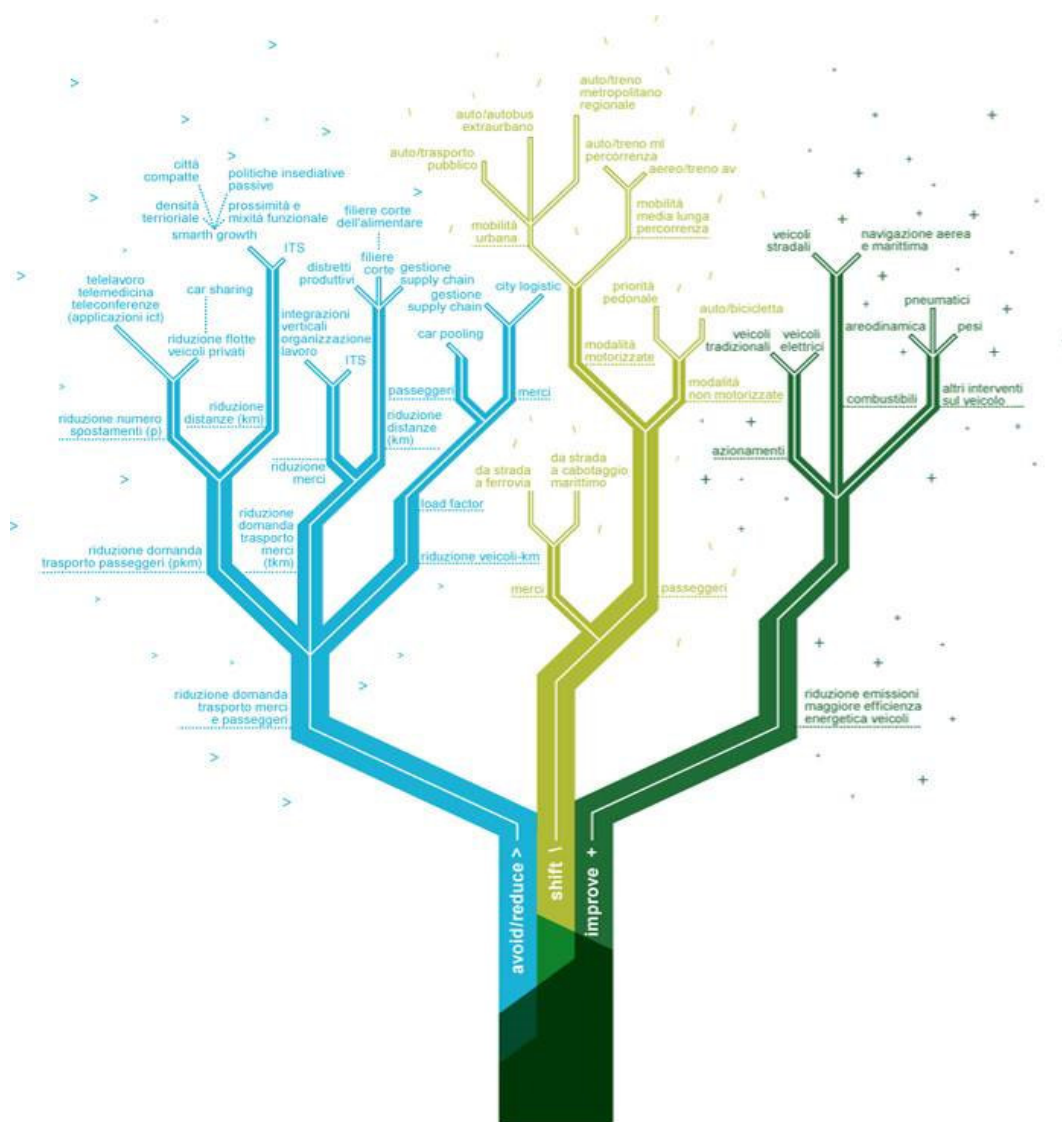 auto/treno
metropolitano
regionale
auto/autobus
extraurbano
auto/trasporto
pubblico
auto/treno ml
percorrenza
aereo/treno av
mobilità
urbana
mobilità
media lunga
percorrenza
città
compatte
politiche insediative
passive
densità
terrioriale
prossimità e
mixità funzionale
smarth growth
ITS
filiere corte
dell'alimentare
filiere
corte
distretti
produttivi
gestione
supply chain
gestione
supply chain
city logistic
telelavoro
telemedicina
teleconferenze
(applicazioni ict)
car sharing
riduzione flotte
veicoli privati
integrazioni
verticali
organizzazione
lavoro
ITS
car pooling
passeggeri
merci
riduzione numero
spostamenti (p)
riduzione
distanze (km)
riduzione
merci
riduzione
distanze
(km)
load factor
riduzione
domanda
trasporto
merci
(tkm)
riduzione domanda
trasporto passeggeri (pkm)
riduzione veicoli-km
riduzione domanda
trasporto merci
e passeggeri
priorità
pedonale
auto/bicicletta
modalità
motorizzate
modalità
non motorizzate
da strada
a ferrovia
da strada
a cabotaggio
marittimo
merci
passeggeri
veicoli
stradali
navigazione aerea
e marittima
pneumatici
areodinamica
pesi
veicoli
tradizionali
veicoli
elettrici
combustibili
altri interventi
sul veicolo
azionamenti
riduzione emissioni
maggiore efficienza
energetica veicoli
avoid/reduce >
shift \
improve +